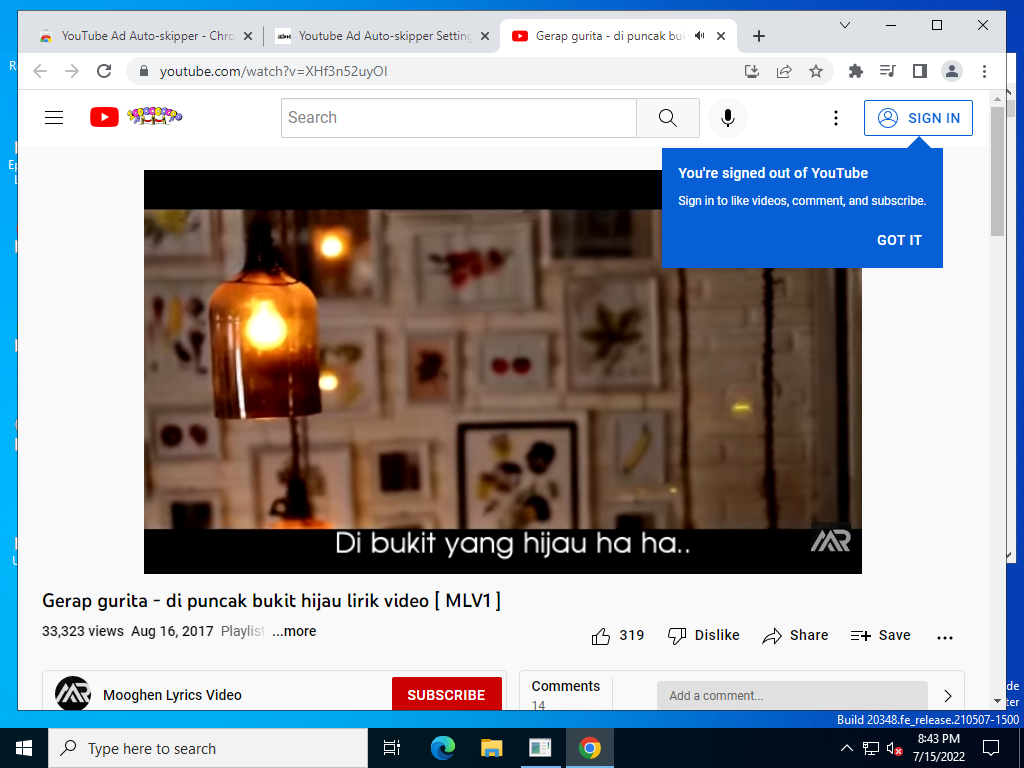 YouTube Ad Auto-skipper - Chro
Youtube Ad Auto-skipper Setting
Gerap gurita - di puncak buk
youtube.com/watch?v=XHf3n52uyOI
Search
SIGN IN
You're signed out of YouTube
Sign in to like videos, comment, and subscribe.
GOT IT
Di bukit yang hijau ha ha..
MR
Gerap gurita - di puncak bukit hijau lirik video [ MLV1 ]
33,323 views Aug 16, 2017 Playlist ...more
319 Dislike Share Save
MR
Mooghen Lyrics Video
SUBSCRIBE
Comments
14
Add a comment...
Build 20348.fe_release.210507-1500
Type here to search
8:43 PM
7/15/2022